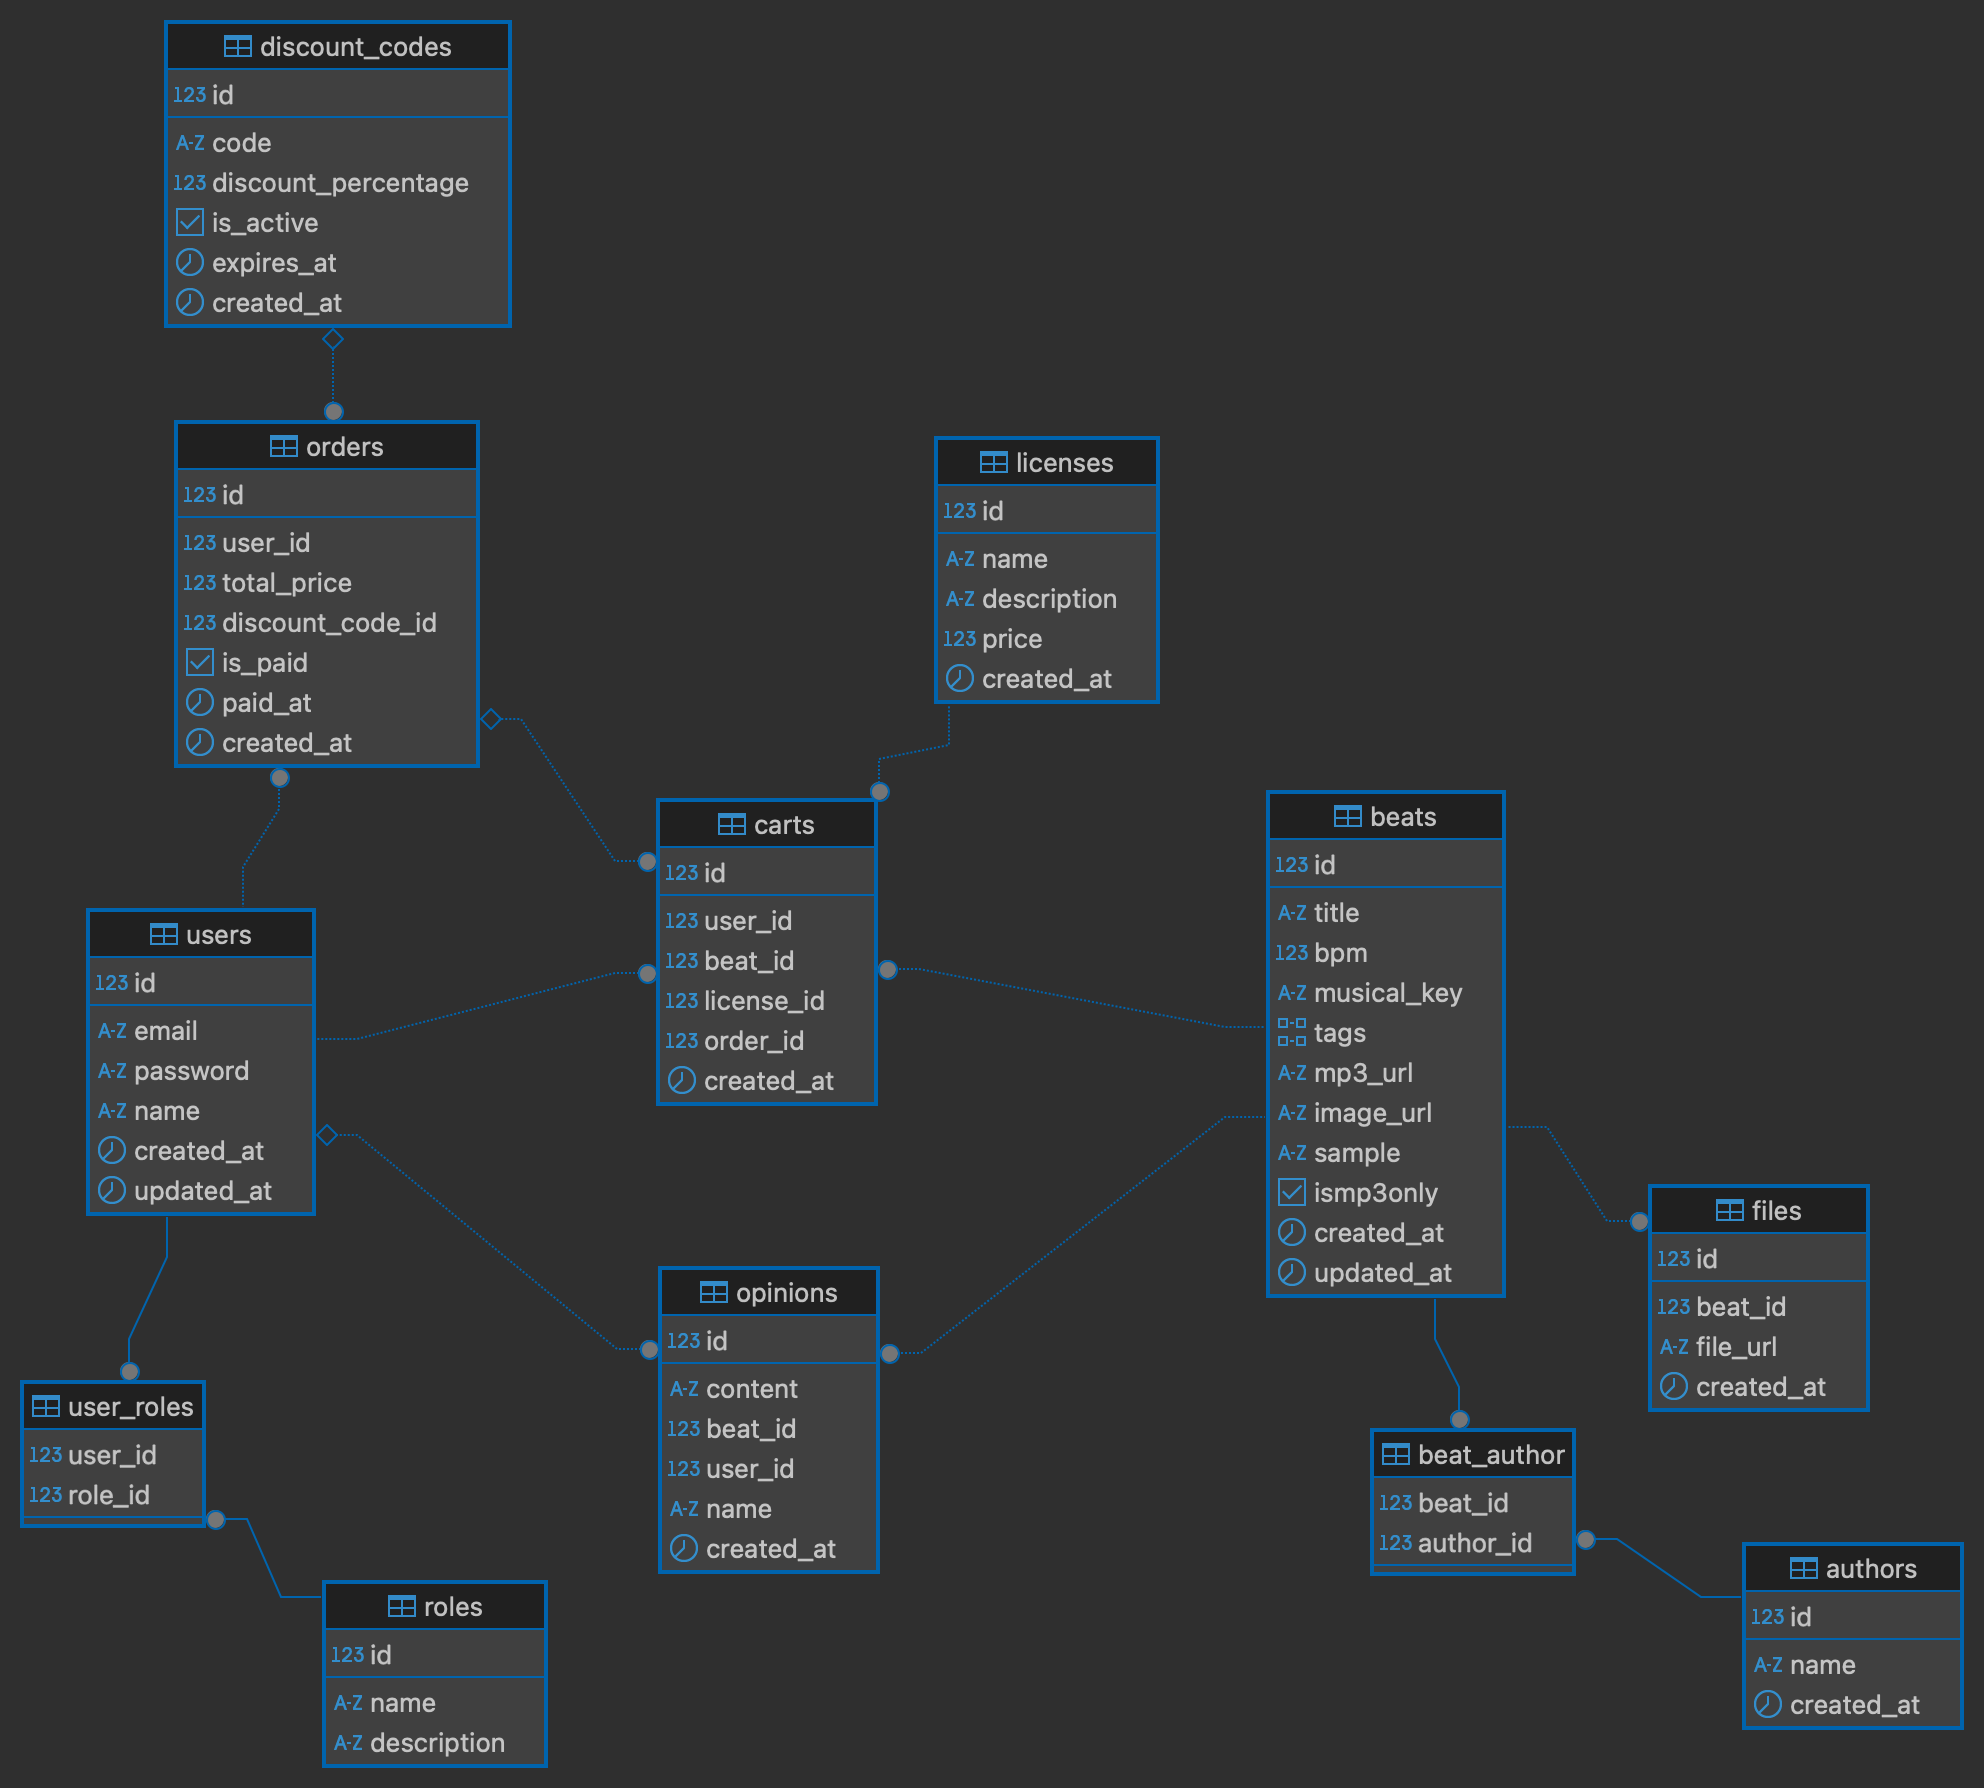 discount_codes
123 id
A-Z code
123 discount_percentage
is_active
expires_at
created_at
orders
123 id
123 user_id
123 total_price
123 discount_code_id
is_paid
paid_at
created_at
licenses
123 id
A-Z name
A-Z description
123 price
created_at
carts
123 id
123 user_id
123 beat_id
123 license_id
123 order_id
created_at
beats
123 id
A-Z title
123 bpm
A-Z musical_key
tags
A-Z mp3_url
A-Z image_url
A-Z sample
ismp3only
created_at
updated_at
users
123 id
A-Z email
A-Z password
A-Z name
created_at
updated_at
files
123 id
123 beat_id
A-Z file_url
created_at
opinions
123 id
A-Z content
123 beat_id
123 user_id
A-Z name
created_at
user_roles
123 user_id
123 role_id
beat_author
123 beat_id
123 author_id
authors
123 id
A-Z name
created_at
roles
123 id
A-Z name
A-Z description